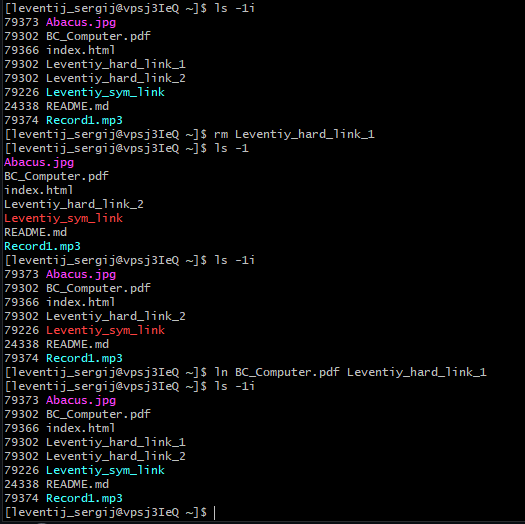 [leventij_sergij@vpsj3IeQ ~]$ ls -1i
79373 Abacus.jpg
79302 BC_Computer.pdf
79366 index.html
79302 Leventiy_hard_link_1
79302 Leventiy_hard_link_2
79226 Leventiy_sym_link
24338 README.md
79374 Record1.mp3
[leventij_sergij@vpsj3IeQ ~]$ rm Leventiy_hard_link_1
[leventij_sergij@vpsj3IeQ ~]$ ls -1
Abacus.jpg
BC_Computer.pdf
index.html
Leventiy_hard_link_2
Leventiy_sym_link
README.md
Record1.mp3
[leventij_sergij@vpsj3IeQ ~]$ ls -1i
79373 Abacus.jpg
79302 BC_Computer.pdf
79366 index.html
79302 Leventiy_hard_link_2
79226 Leventiy_sym_link
24338 README.md
79374 Record1.mp3
[leventij_sergij@vpsj3IeQ ~]$ ln BC_Computer.pdf Leventiy_hard_link_1
[leventij_sergij@vpsj3IeQ ~]$ ls -1i
79373 Abacus.jpg
79302 BC_Computer.pdf
79366 index.html
79302 Leventiy_hard_link_1
79302 Leventiy_hard_link_2
79226 Leventiy_sym_link
24338 README.md
79374 Record1.mp3
[leventij_sergij@vpsj3IeQ ~]$